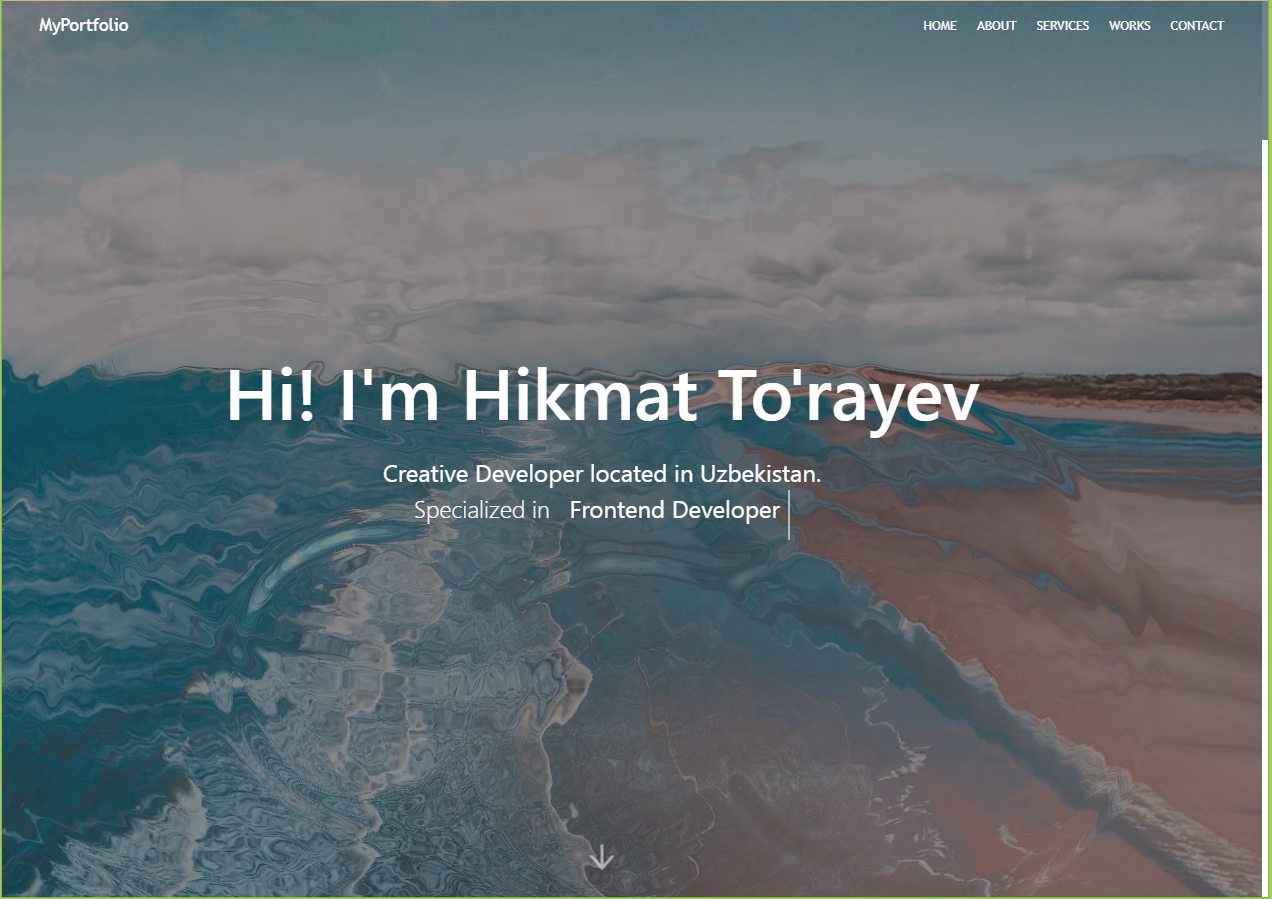 MyPortfolio
HOME ABOUT SERVICES WORKS CONTACT
Hi! I'm Hikmat To'rayev
Creative Developer located in Uzbekistan.
Specialized in Frontend Developer